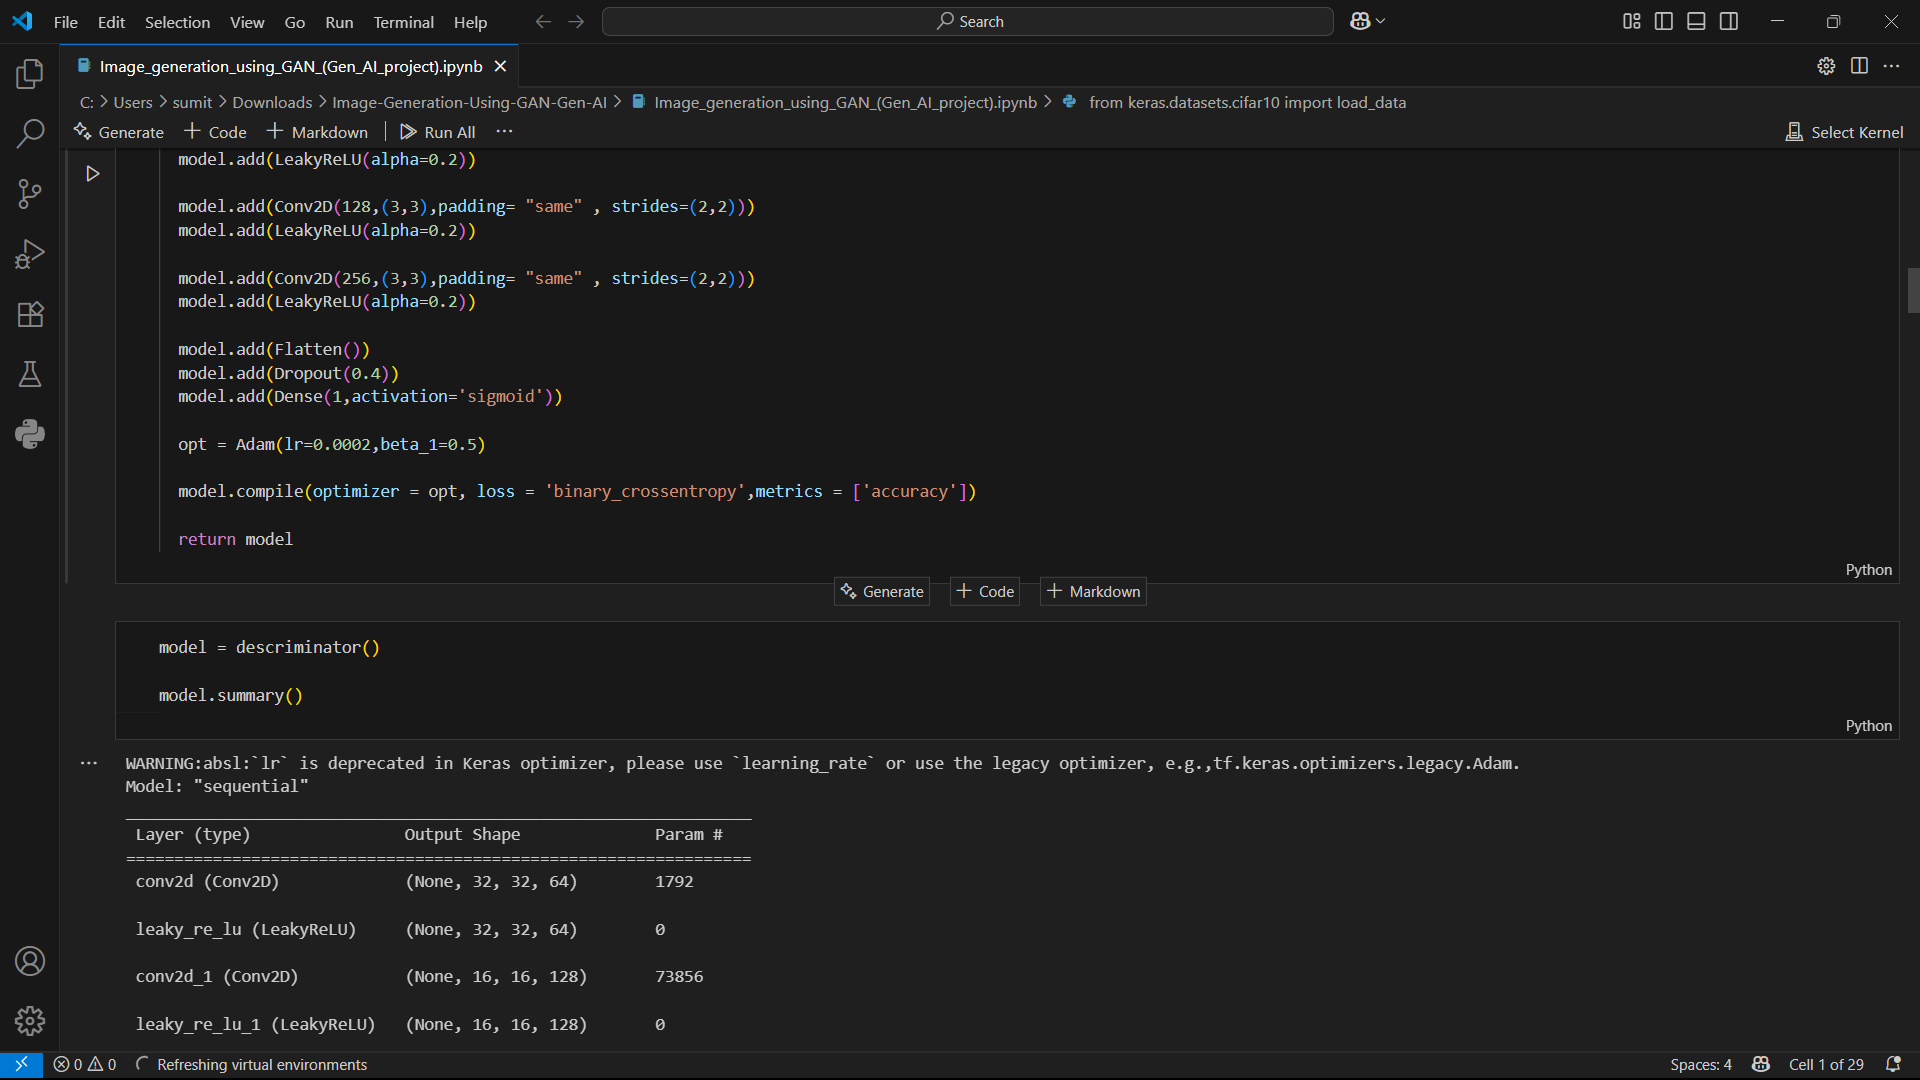 File Edit Selection View Go Run Terminal Help Search
Image_generation_using_GAN_(Gen_AI_project).ipynb
C: > Users > sumit > Downloads > Image-Generation-Using-GAN-Gen-AI > Image_generation_using_GAN_(Gen_AI_project).ipynb > from keras.datasets.cifar10 import load_data
Generate + Code + Markdown Run All ... Select Kernel
model.add(LeakyReLU(alpha=0.2))
model.add(Conv2D(128,(3,3),padding= "same" , strides=(2,2)))
model.add(LeakyReLU(alpha=0.2))
model.add(Conv2D(256,(3,3),padding= "same" , strides=(2,2)))
model.add(LeakyReLU(alpha=0.2))
model.add(Flatten())
model.add(Dropout(0.4))
model.add(Dense(1,activation='sigmoid'))
opt = Adam(lr=0.0002,beta_1=0.5)
model.compile(optimizer = opt, loss = 'binary_crossentropy',metrics = ['accuracy'])
return model
Python
Generate + Code + Markdown
model = descriminator()
model.summary()
Python
... WARNING:absl:`lr` is deprecated in Keras optimizer, please use `learning_rate` or use the legacy optimizer, e.g.,tf.keras.optimizers.legacy.Adam.
Model: "sequential"
_________________________________________________________________
Layer (type) Output Shape Param #
=================================================================
conv2d (Conv2D) (None, 32, 32, 64) 1792
leaky_re_lu (LeakyReLU) (None, 32, 32, 64) 0
conv2d_1 (Conv2D) (None, 16, 16, 128) 73856
leaky_re_lu_1 (LeakyReLU) (None, 16, 16, 128) 0
0 0 Refreshing virtual environments Spaces: 4 Cell 1 of 29